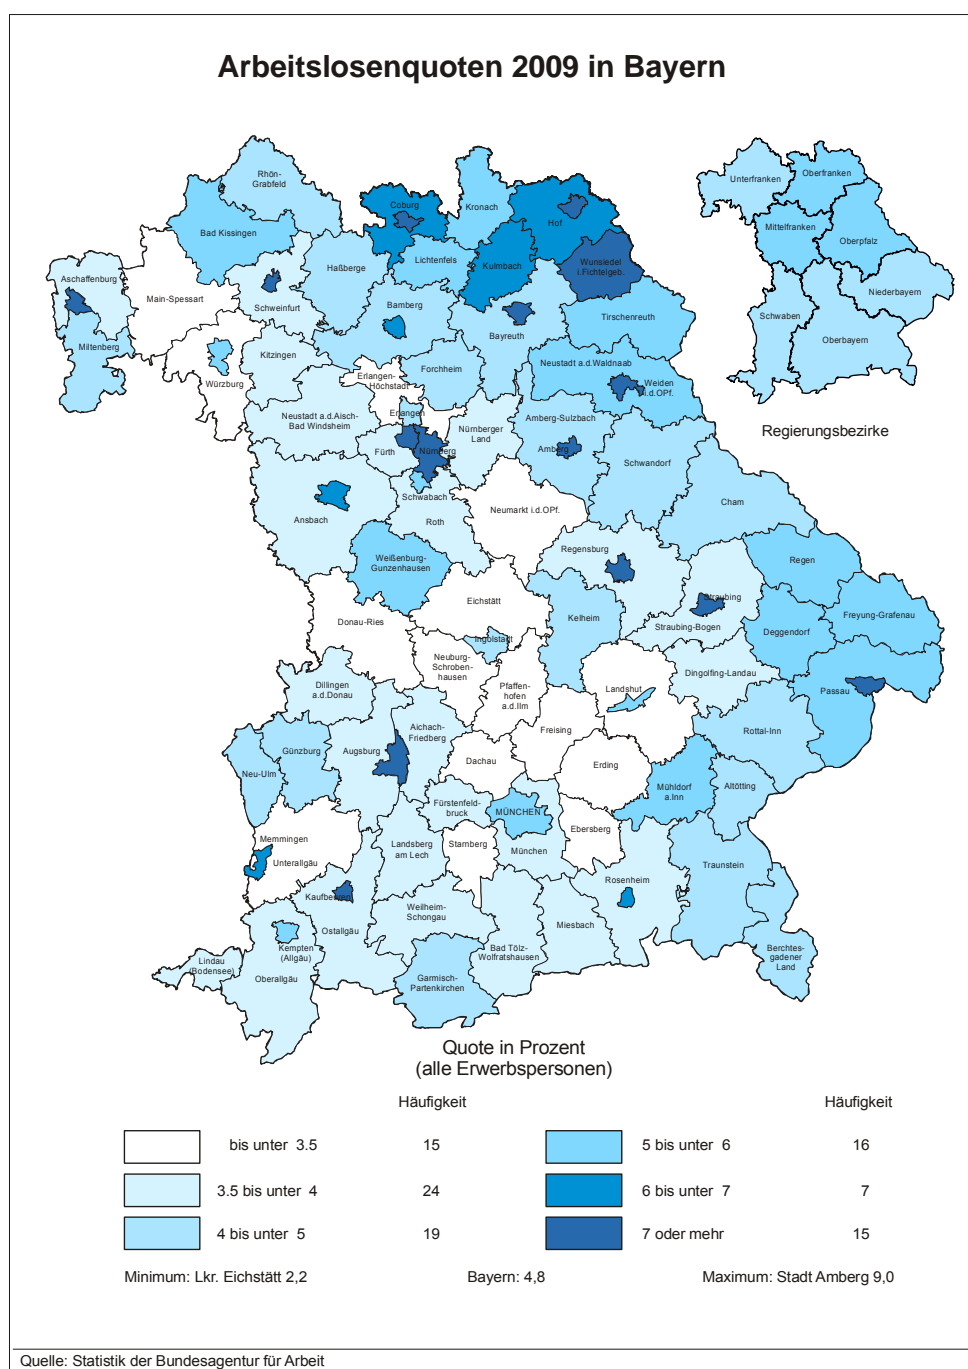 Arbeitslosenquoten 2009 in Bayern
Rhön-
Grabfeld
Bad Kissingen
Coburg
Kronach
Hof
Lichtenfels
Kulmbach
Wunsiedel
i.Fichtelgeb.
Haßberge
Aschaffenburg
Main-Spessart
Schweinfurt
Bamberg
Bayreuth
Tirschenreuth
Miltenberg
Würzburg
Kitzingen
Erlangen-
Höchstadt
Forchheim
Neustadt a.d.Waldnaab
Weiden
i.d.OPf.
Neustadt a.d.Aisch-
Bad Windsheim
Erlangen
Nürnberger
Land
Amberg-Sulzbach
Amberg
Fürth
Nürnberg
Schwandorf
Schwabach
Ansbach
Roth
Neumarkt i.d.OPf.
Cham
Weißenburg-
Gunzenhausen
Regensburg
Regen
Eichstätt
Straubing
Donau-Ries
Kelheim
Straubing-Bogen
Deggendorf
Freyung-Grafenau
Ingolstadt
Neuburg-
Schroben-
hausen
Dillingen
a.d.Donau
Pfaffen-
hofen
a.d.Ilm
Landshut
Dingolfing-Landau
Passau
Aichach-
Friedberg
Freising
Rottal-Inn
Günzburg
Augsburg
Neu-Ulm
Dachau
Erding
Mühldorf
a.Inn
Altötting
Fürstenfeld-
bruck
MÜNCHEN
Ebersberg
Memmingen
Unterallgäu
Landsberg
am Lech
Starnberg
München
Traunstein
Kaufbeuren
Rosenheim
Weilheim-
Schongau
Ostallgäu
Miesbach
Bad Tölz-
Wolfratshausen
Kempten
(Allgäu)
Lindau
(Bodensee)
Oberallgäu
Garmisch-
Partenkirchen
Berchtes-
gadener
Land
Unterfranken
Oberfranken
Mittelfranken
Oberpfalz
Niederbayern
Schwaben
Oberbayern
Regierungsbezirke
Quote in Prozent
(alle Erwerbspersonen)
Häufigkeit Häufigkeit
bis unter 3.5 15 5 bis unter 6 16
3.5 bis unter 4 24 6 bis unter 7 7
4 bis unter 5 19 7 oder mehr 15
Minimum: Lkr. Eichstätt 2,2 Bayern: 4,8 Maximum: Stadt Amberg 9,0
Quelle: Statistik der Bundesagentur für Arbeit